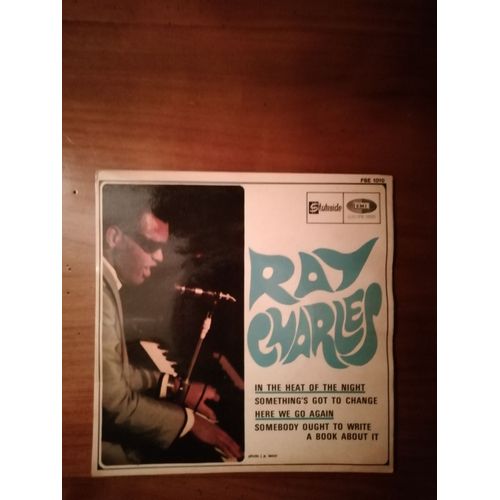 FSE 1010
Stateside
EMI
RAY
CHARLES
IN THE HEAT OF THE NIGHT
SOMETHING'S GOT TO CHANGE
HERE WE GO AGAIN
SOMEBODY OUGHT TO WRITE
A BOOK ABOUT IT